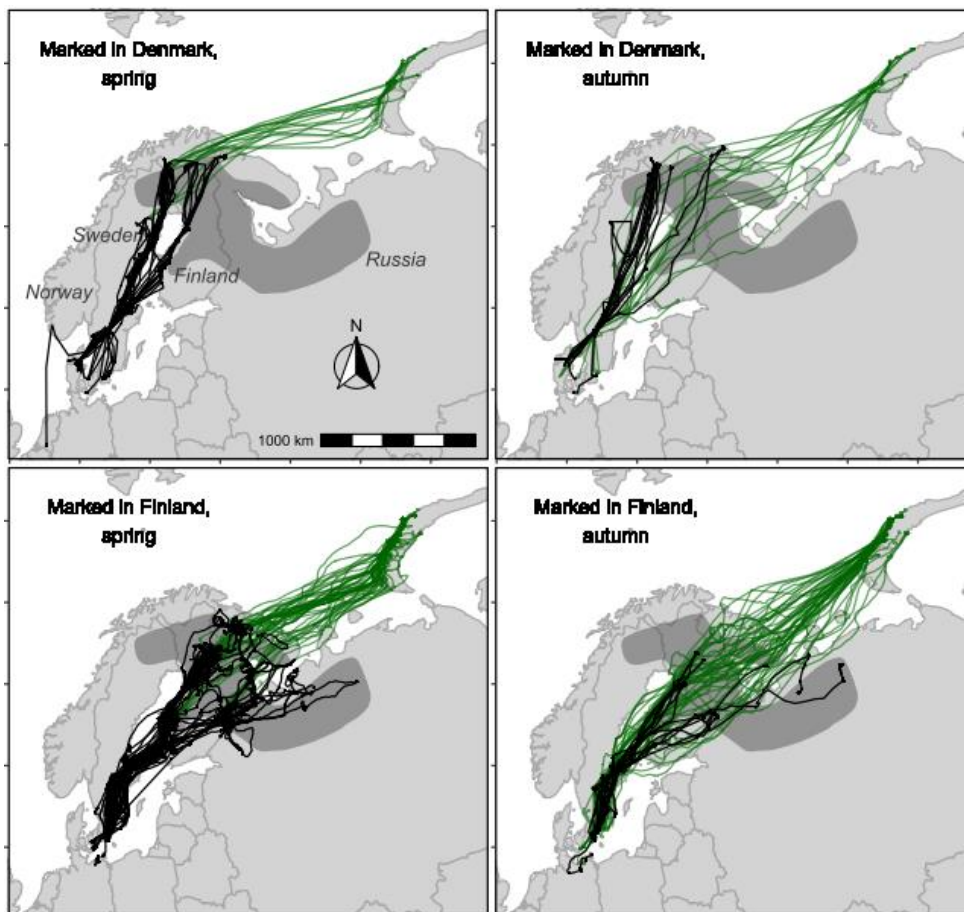 Marked in Denmark,
spring
Marked in Denmark,
autumn
Sweden
Finland
Russia
Norway
N
1000 km
Marked in Finland,
spring
Marked in Finland,
autumn